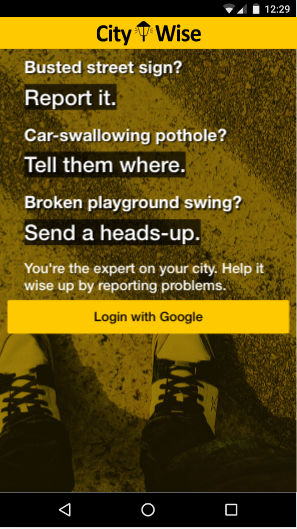 12:29
City Wise
Busted street sign?
Report it.
Car-swallowing pothole?
Tell them where.
Broken playground swing?
Send a heads-up.
You're the expert on your city. Help it
wise up by reporting problems.
Login with Google